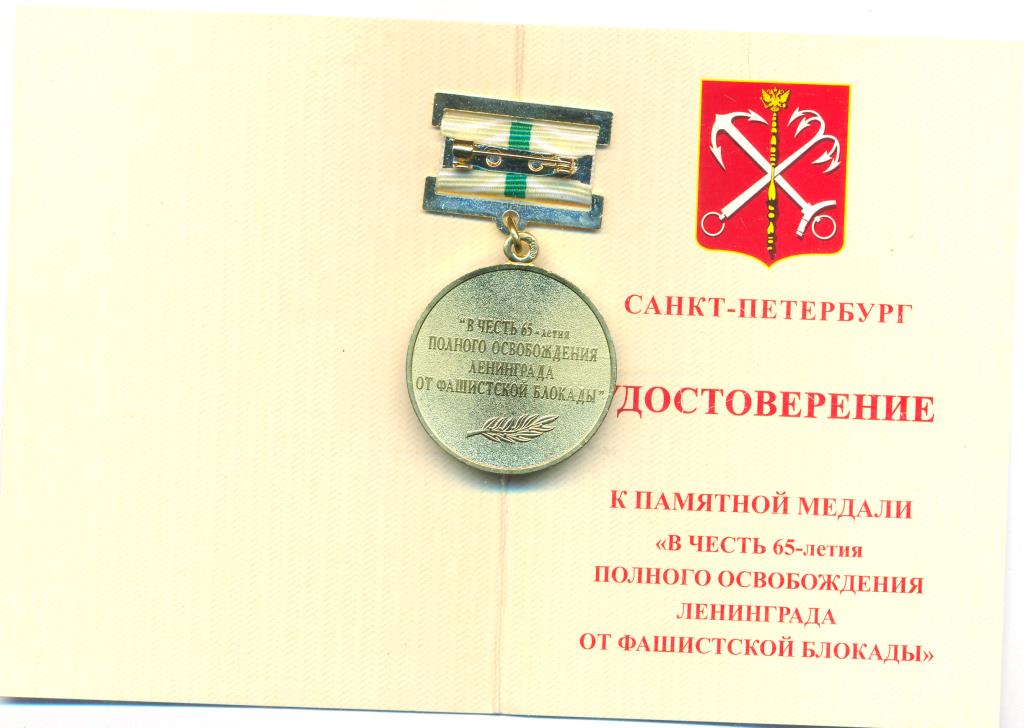 "В ЧЕСТЬ 65-летия
ПОЛНОГО ОСВОБОЖДЕНИЯ
ЛЕНИНГРАДА
ОТ ФАШИСТСКОЙ БЛОКАДЫ"
САНКТ-ПЕТЕРБУРГ
УДОСТОВЕРЕНИЕ
К ПАМЯТНОЙ МЕДАЛИ
«В ЧЕСТЬ 65-летия
ПОЛНОГО ОСВОБОЖДЕНИЯ
ЛЕНИНГРАДА
ОТ ФАШИСТСКОЙ БЛОКАДЫ»